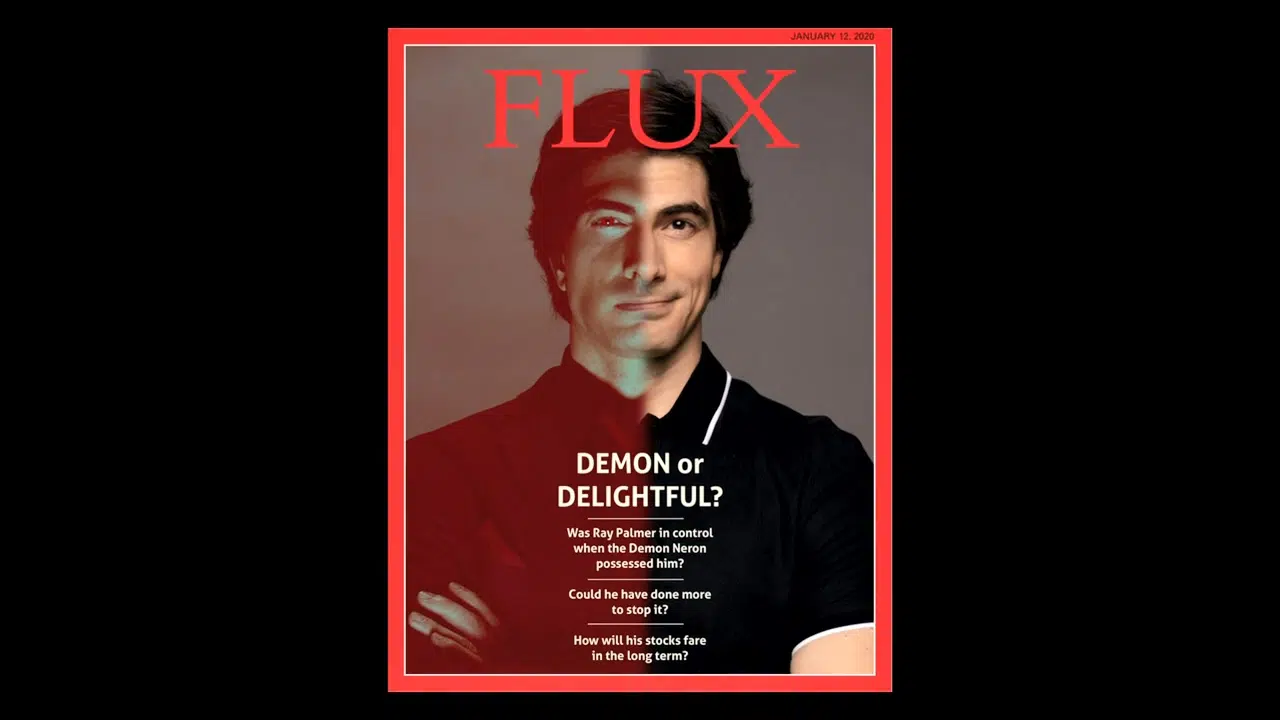 JANUARY 12, 2020
FLUX
DEMON or
DELIGHTFUL?
Was Ray Palmer in control
when the Demon Neron
possessed him?
Could he have done more
to stop it?
How will his stocks fare
in the long term?